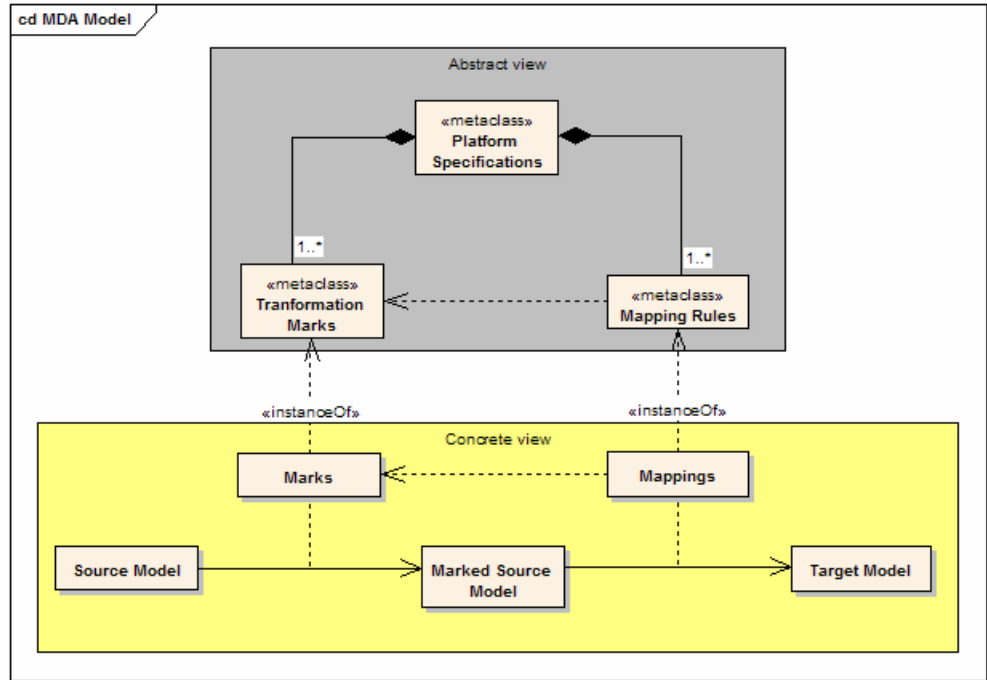 cd MDA Model
Abstract view
«metaclass»
Platform
Specifications
1..*
1..*
«metaclass»
Tranformation
Marks
«metaclass»
Mapping Rules
«instanceOf»
«instanceOf»
Concrete view
Marks
Mappings
Source Model
Marked Source
Model
Target Model